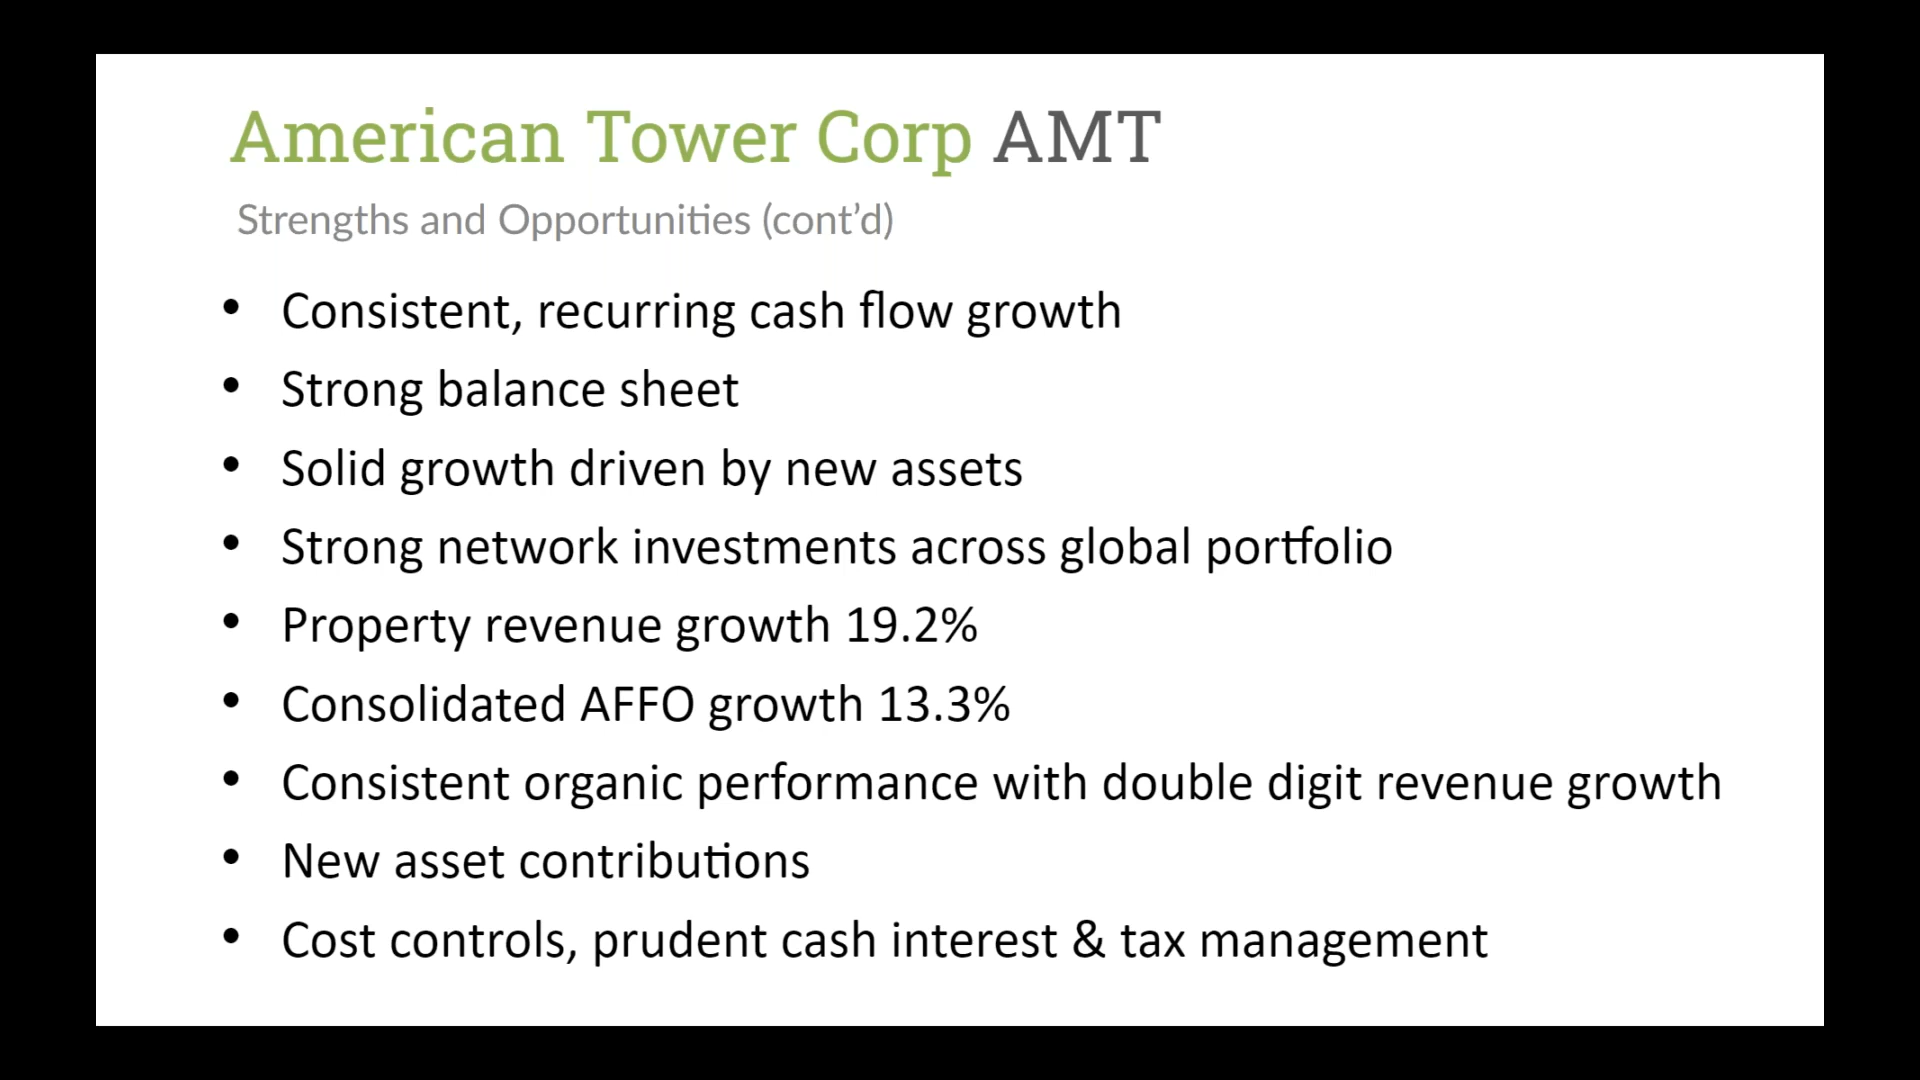 American Tower Corp AMT
Strengths and Opportunities (cont’d)
• Consistent, recurring cash flow growth
• Strong balance sheet
• Solid growth driven by new assets
• Strong network investments across global portfolio
• Property revenue growth 19.2%
• Consolidated AFFO growth 13.3%
• Consistent organic performance with double digit revenue growth
• New asset contributions
• Cost controls, prudent cash interest & tax management